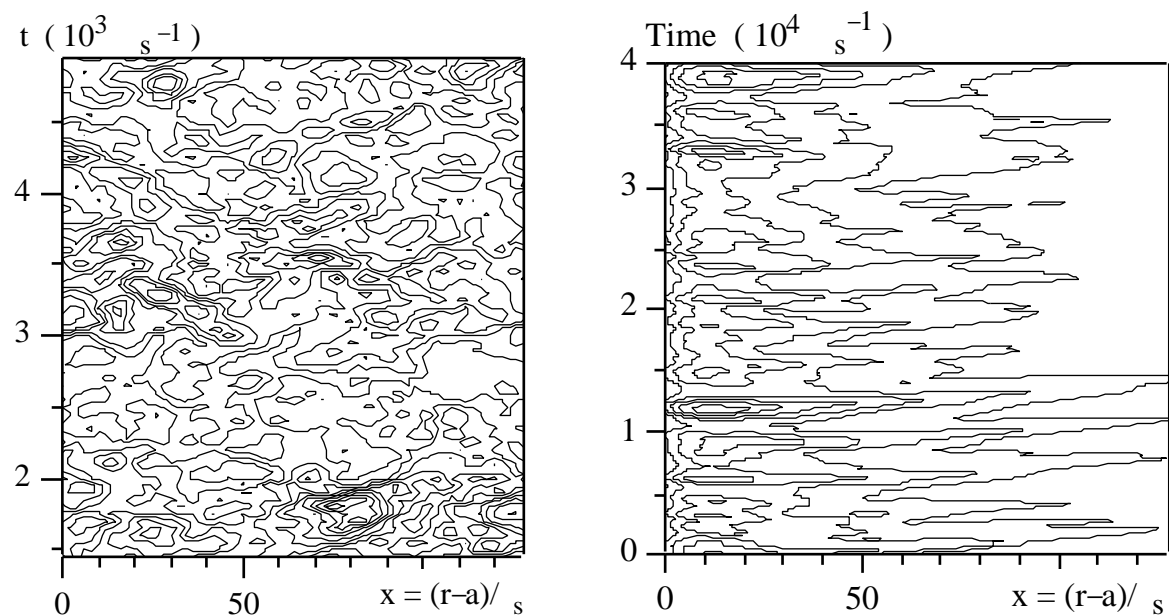 t ( 10³ s⁻¹)
4
3
2
0 50 x = (r–a)/ s
Time ( 10⁴ s⁻¹)
4
3
2
1
0
0 50 x = (r–a)/ s